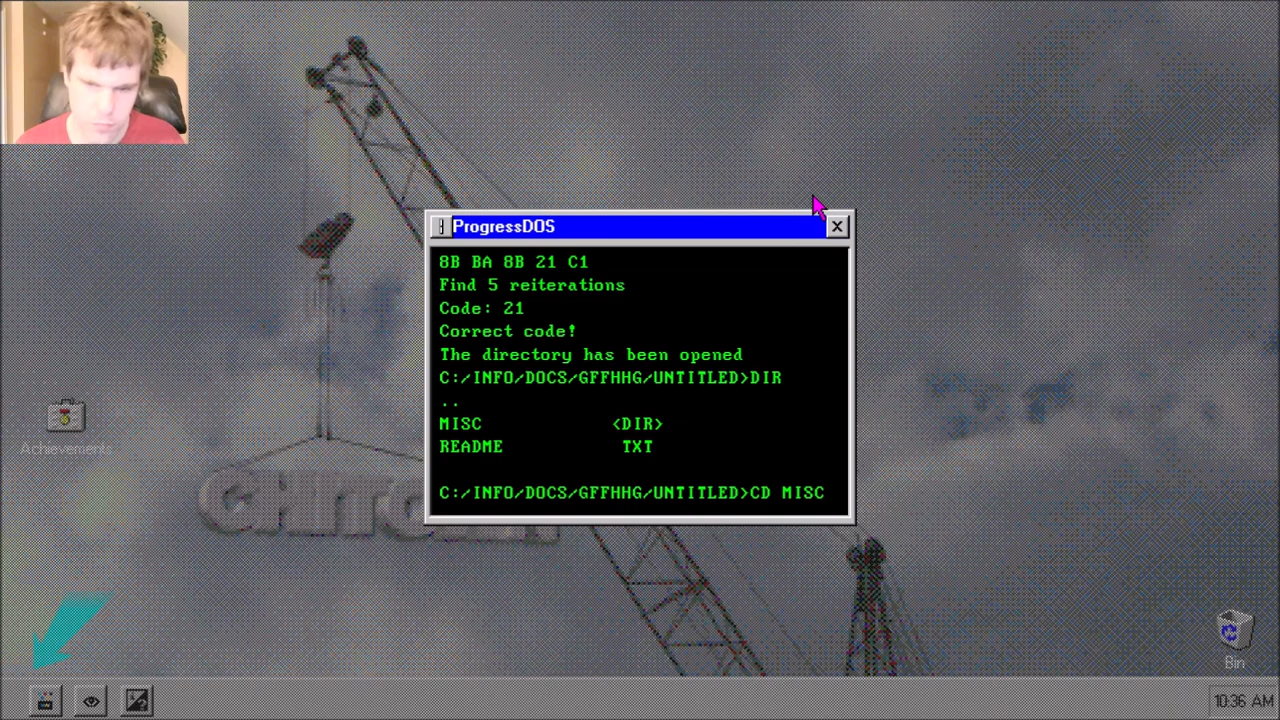 ProgressDOS
8B BA 8B 21 C1
Find 5 reiterations
Code: 21
Correct code!
The directory has been opened
C:/INFO/DOCS/GFFHHG/UNTITLED>DIR
..
MISC <DIR>
README TXT
C:/INFO/DOCS/GFFHHG/UNTITLED>CD MISC
Achievements
Bin
10:36 AM